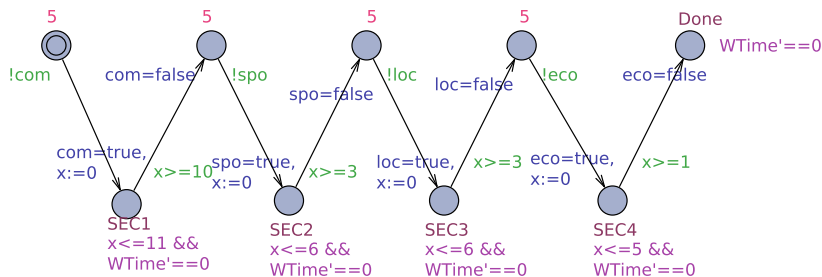 5
5
5
5
Done
WTime'==0
!com
com=false
!spo
spo=false
!loc
loc=false
!eco
eco=false
com=true,
x:=0
x>=10
spo=true,
x:=0
x>=3
loc=true,
x:=0
x>=3
eco=true,
x:=0
x>=1
SEC1
x<=11 &&
WTime'==0
SEC2
x<=6 &&
WTime'==0
SEC3
x<=6 &&
WTime'==0
SEC4
x<=5 &&
WTime'==0